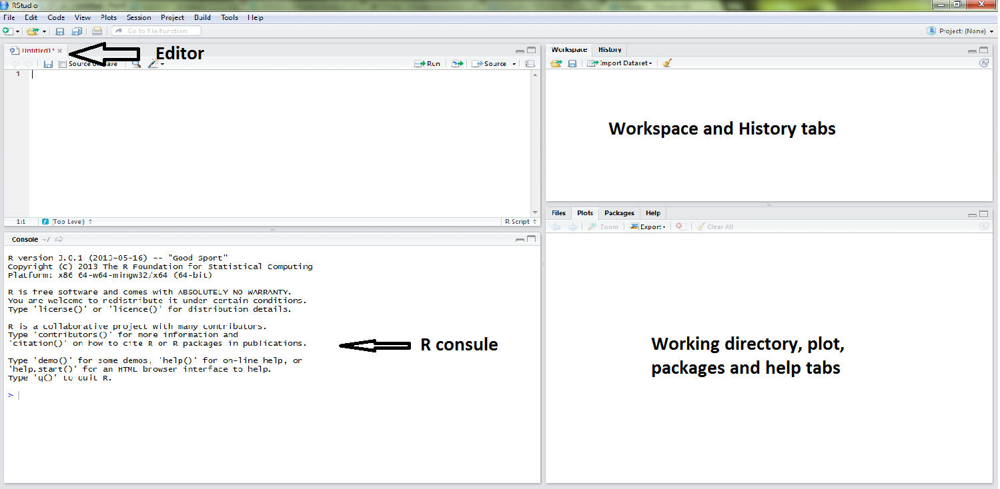 RStudio
File Edit Code View Plots Session Project Build Tools Help
Go to file/function
Project: (None)
Untitled1*
Editor
Source on Save
Run
Source
1
1:1
(Top Level)
R Script
Console ~/
R version 3.0.1 (2013-05-16) -- "Good Sport"
Copyright (C) 2013 The R Foundation for Statistical Computing
Platform: x86_64-w64-mingw32/x64 (64-bit)
R is free software and comes with ABSOLUTELY NO WARRANTY.
You are welcome to redistribute it under certain conditions.
Type 'license()' or 'licence()' for distribution details.
R is a collaborative project with many contributors.
Type 'contributors()' for more information and
'citation()' on how to cite R or R packages in publications.
Type 'demo()' for some demos, 'help()' for on-line help, or
'help.start()' for an HTML browser interface to help.
Type 'q()' to quit R.
>
R consule
Workspace History
Import Dataset
Workspace and History tabs
Files Plots Packages Help
Zoom Export Clear All
Working directory, plot,
packages and help tabs